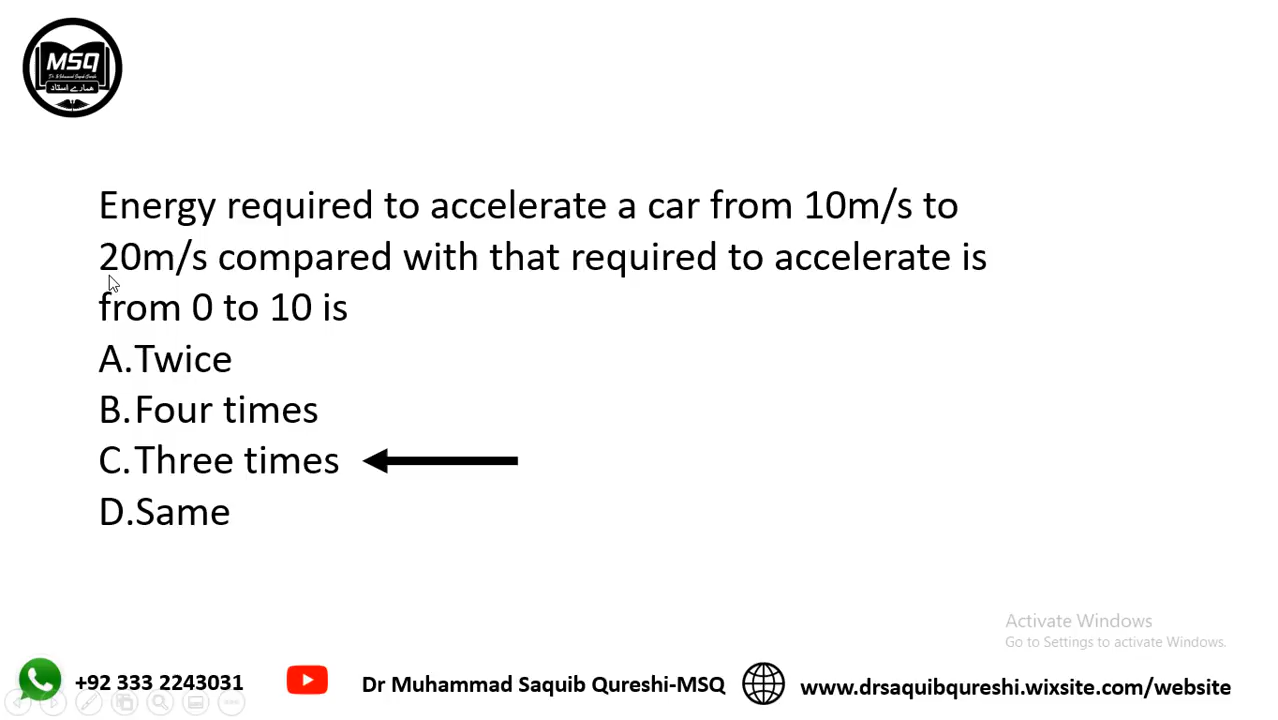 MSQ
ہمارے استاد
Energy required to accelerate a car from 10m/s to
20m/s compared with that required to accelerate is
from 0 to 10 is
A.Twice
B.Four times
C.Three times
D.Same
Activate Windows
Go to Settings to activate Windows.
+92 333 2243031
Dr Muhammad Saquib Qureshi-MSQ
www.drsaquibqureshi.wixsite.com/website